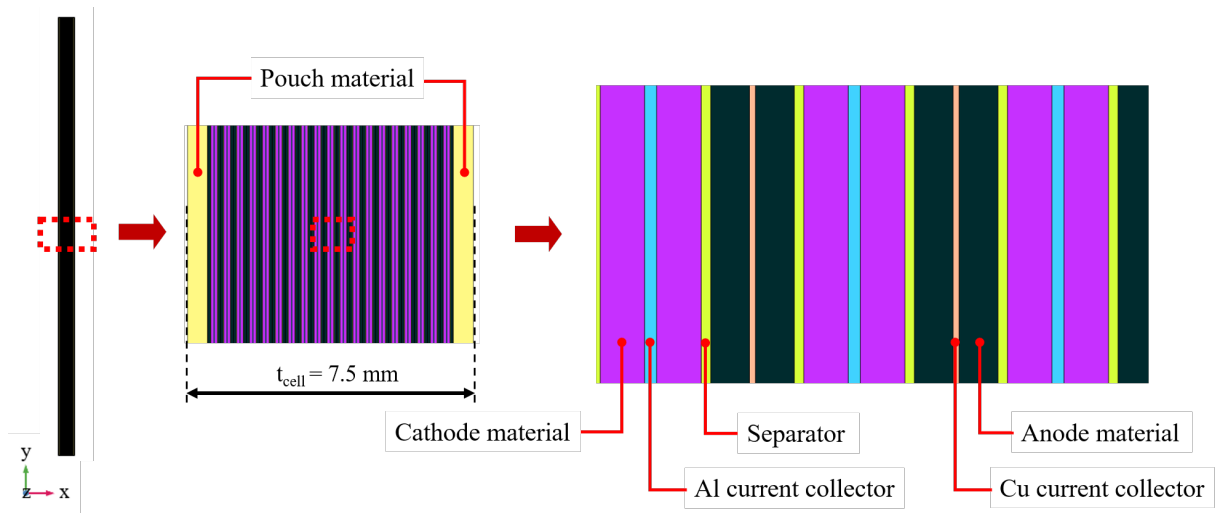 Pouch material
t_cell = 7.5 mm
Cathode material
Separator
Anode material
Al current collector
Cu current collector
y
z
x